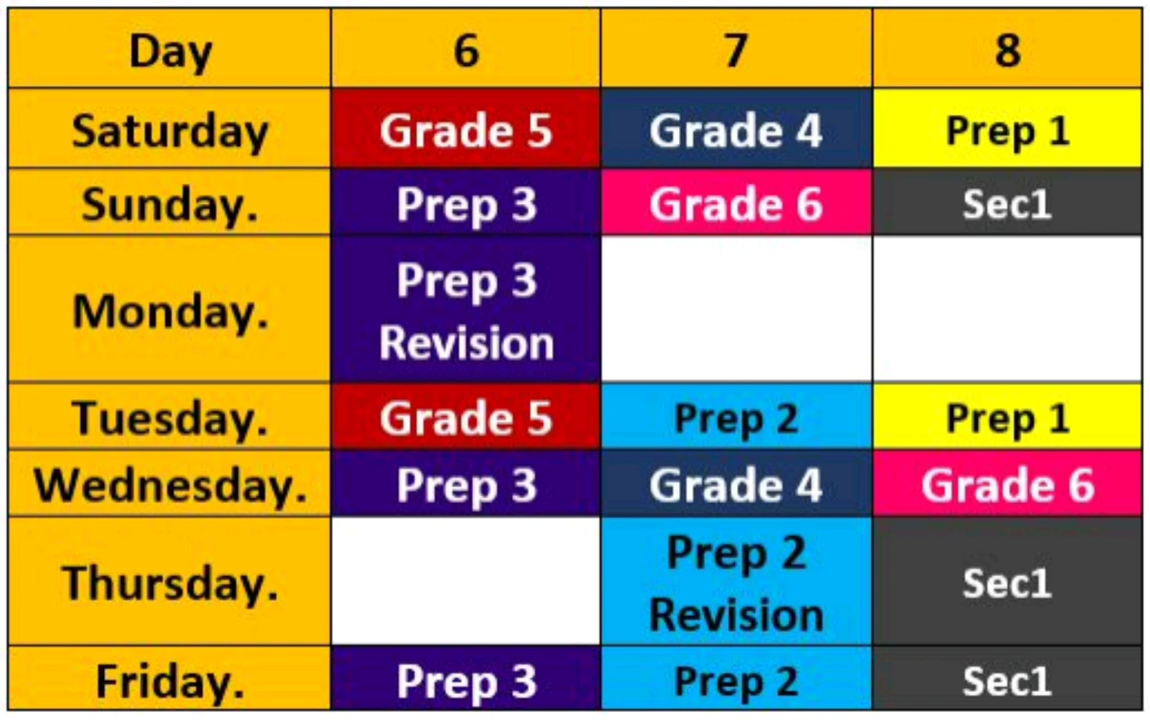 Day 6 7 8
Saturday Grade 5 Grade 4 Prep 1
Sunday. Prep 3 Grade 6 Sec1
Monday. Prep 3
Revision
Tuesday. Grade 5 Prep 2 Prep 1
Wednesday. Prep 3 Grade 4 Grade 6
Thursday. Prep 2
Revision Sec1
Friday. Prep 3 Prep 2 Sec1